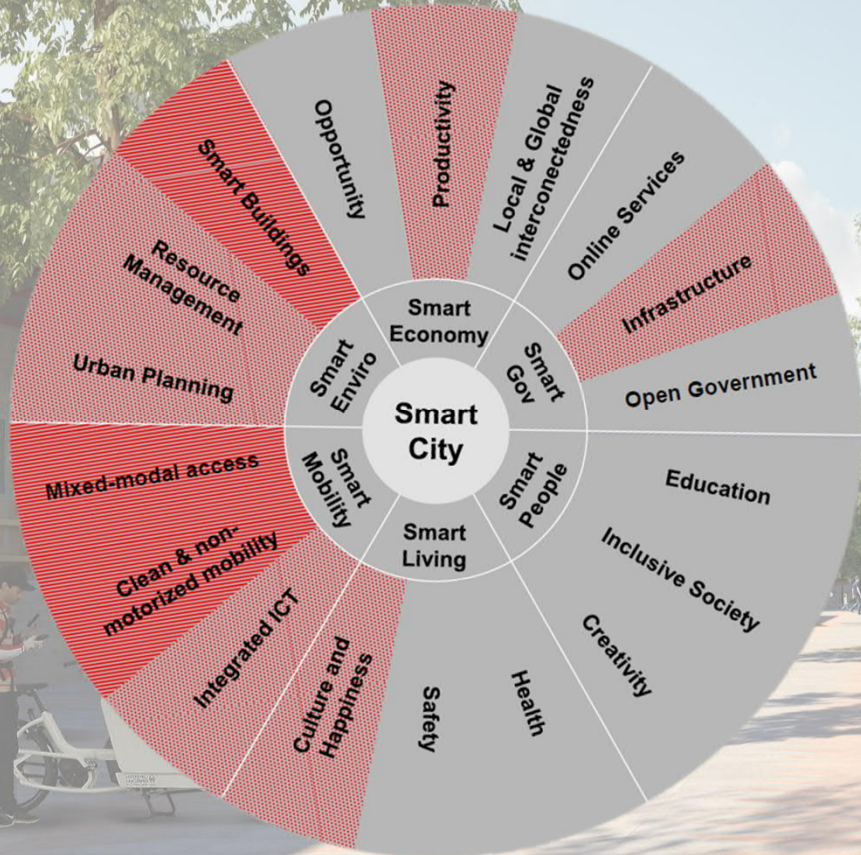 Smart
City
Smart
Economy
Opportunity
Productivity
Local & Global
interconectedness
Smart
Gov
Online Services
Infrastructure
Open Government
Smart
People
Education
Inclusive Society
Creativity
Smart
Living
Health
Safety
Culture and
Happiness
Smart
Mobility
Integrated ICT
Clean & non-
motorized mobility
Mixed-modal access
Smart
Enviro
Urban Planning
Resource
Management
Smart Buildings